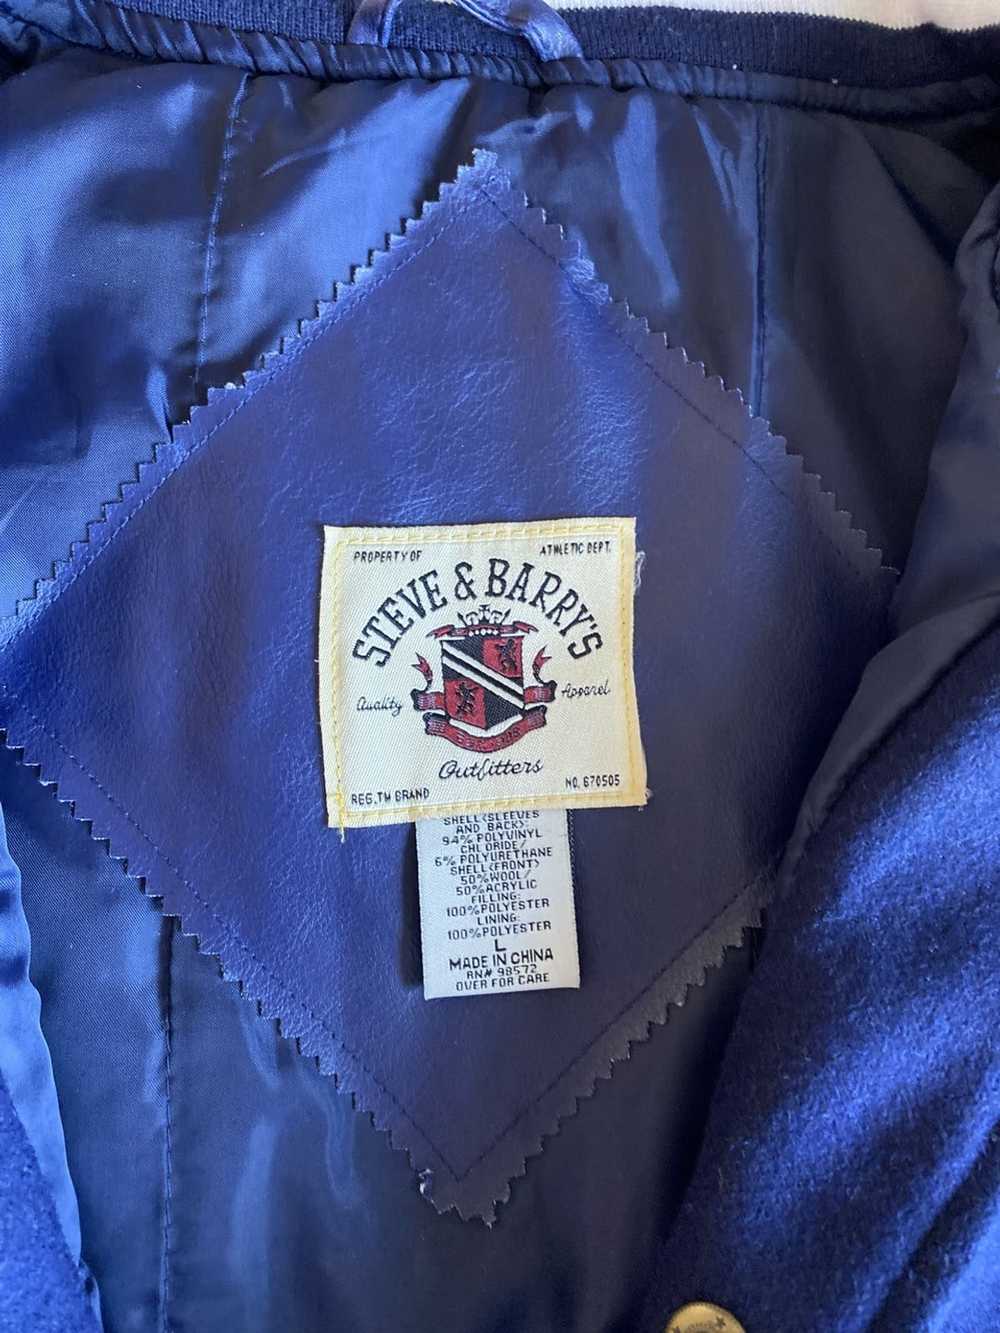 PROPERTY OF
ATHLETIC DEPT.
STEVE & BARRY'S
Quality
Apparel
Outfitters
REG.TM BRAND
NO. 670505
SHELL(SLEEVES
AND BACK):
94% POLYVINYL
CHLORIDE/
6% POLYURETHANE
SHELL(FRONT)
50%WOOL/
50%ACRYLIC
FILLING:
100%POLYESTER
LINING:
100%POLYESTER
L
MADE IN CHINA
RN# 98572
OVER FOR CARE